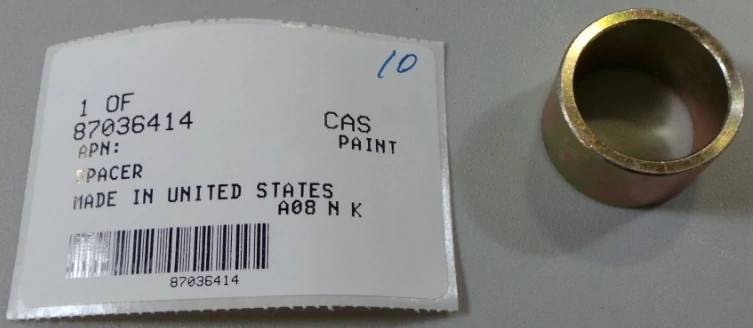 10
1 OF
87036414 CAS
APN: PAINT
SPACER
MADE IN UNITED STATES
A08 N K
87036414